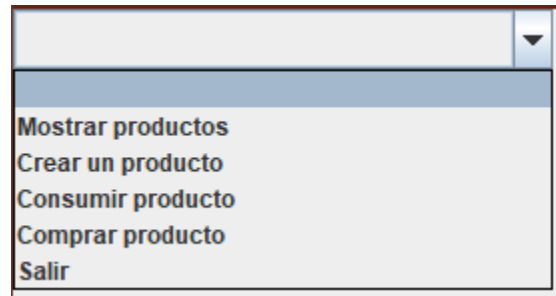 Mostrar productos
Crear un producto
Consumir producto
Comprar producto
Salir